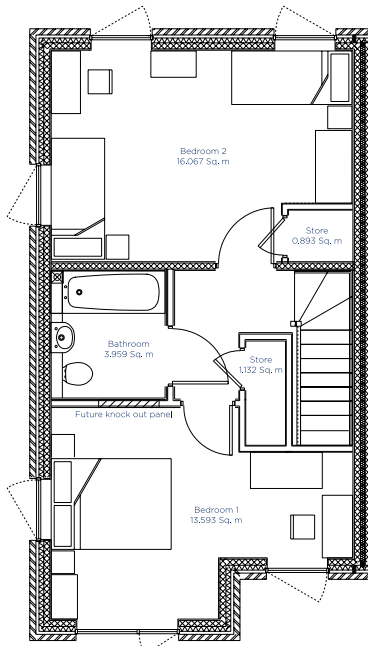 Bedroom 2
16.067 Sq. m
Store
0.893 Sq. m
Bathroom
3.959 Sq. m
Store
1.132 Sq. m
Future knock out panel
Bedroom 1
13.593 Sq. m